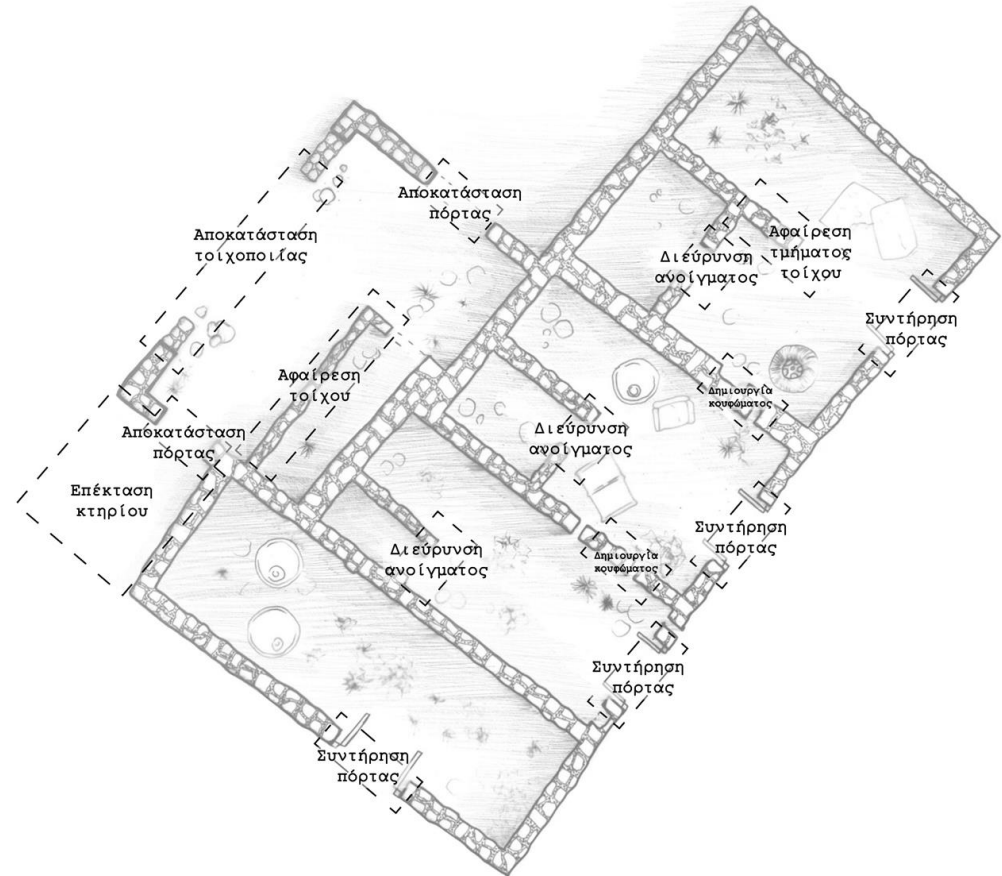 Αποκατάσταση
πόρτας
Αποκατάσταση
τοιχοποιίας
Αφαίρεση
τμήματος
τοίχου
Διεύρυνση
ανοίγματος
Συντήρηση
πόρτας
Αφαίρεση
τοίχου
Δημιουργία
κουφώματος
Αποκατάσταση
πόρτας
Διεύρυνση
ανοίγματος
Επέκταση
κτηρίου
Συντήρηση
πόρτας
Διεύρυνση
ανοίγματος
Δημιουργία
κουφώματος
Συντήρηση
πόρτας
Συντήρηση
πόρτας